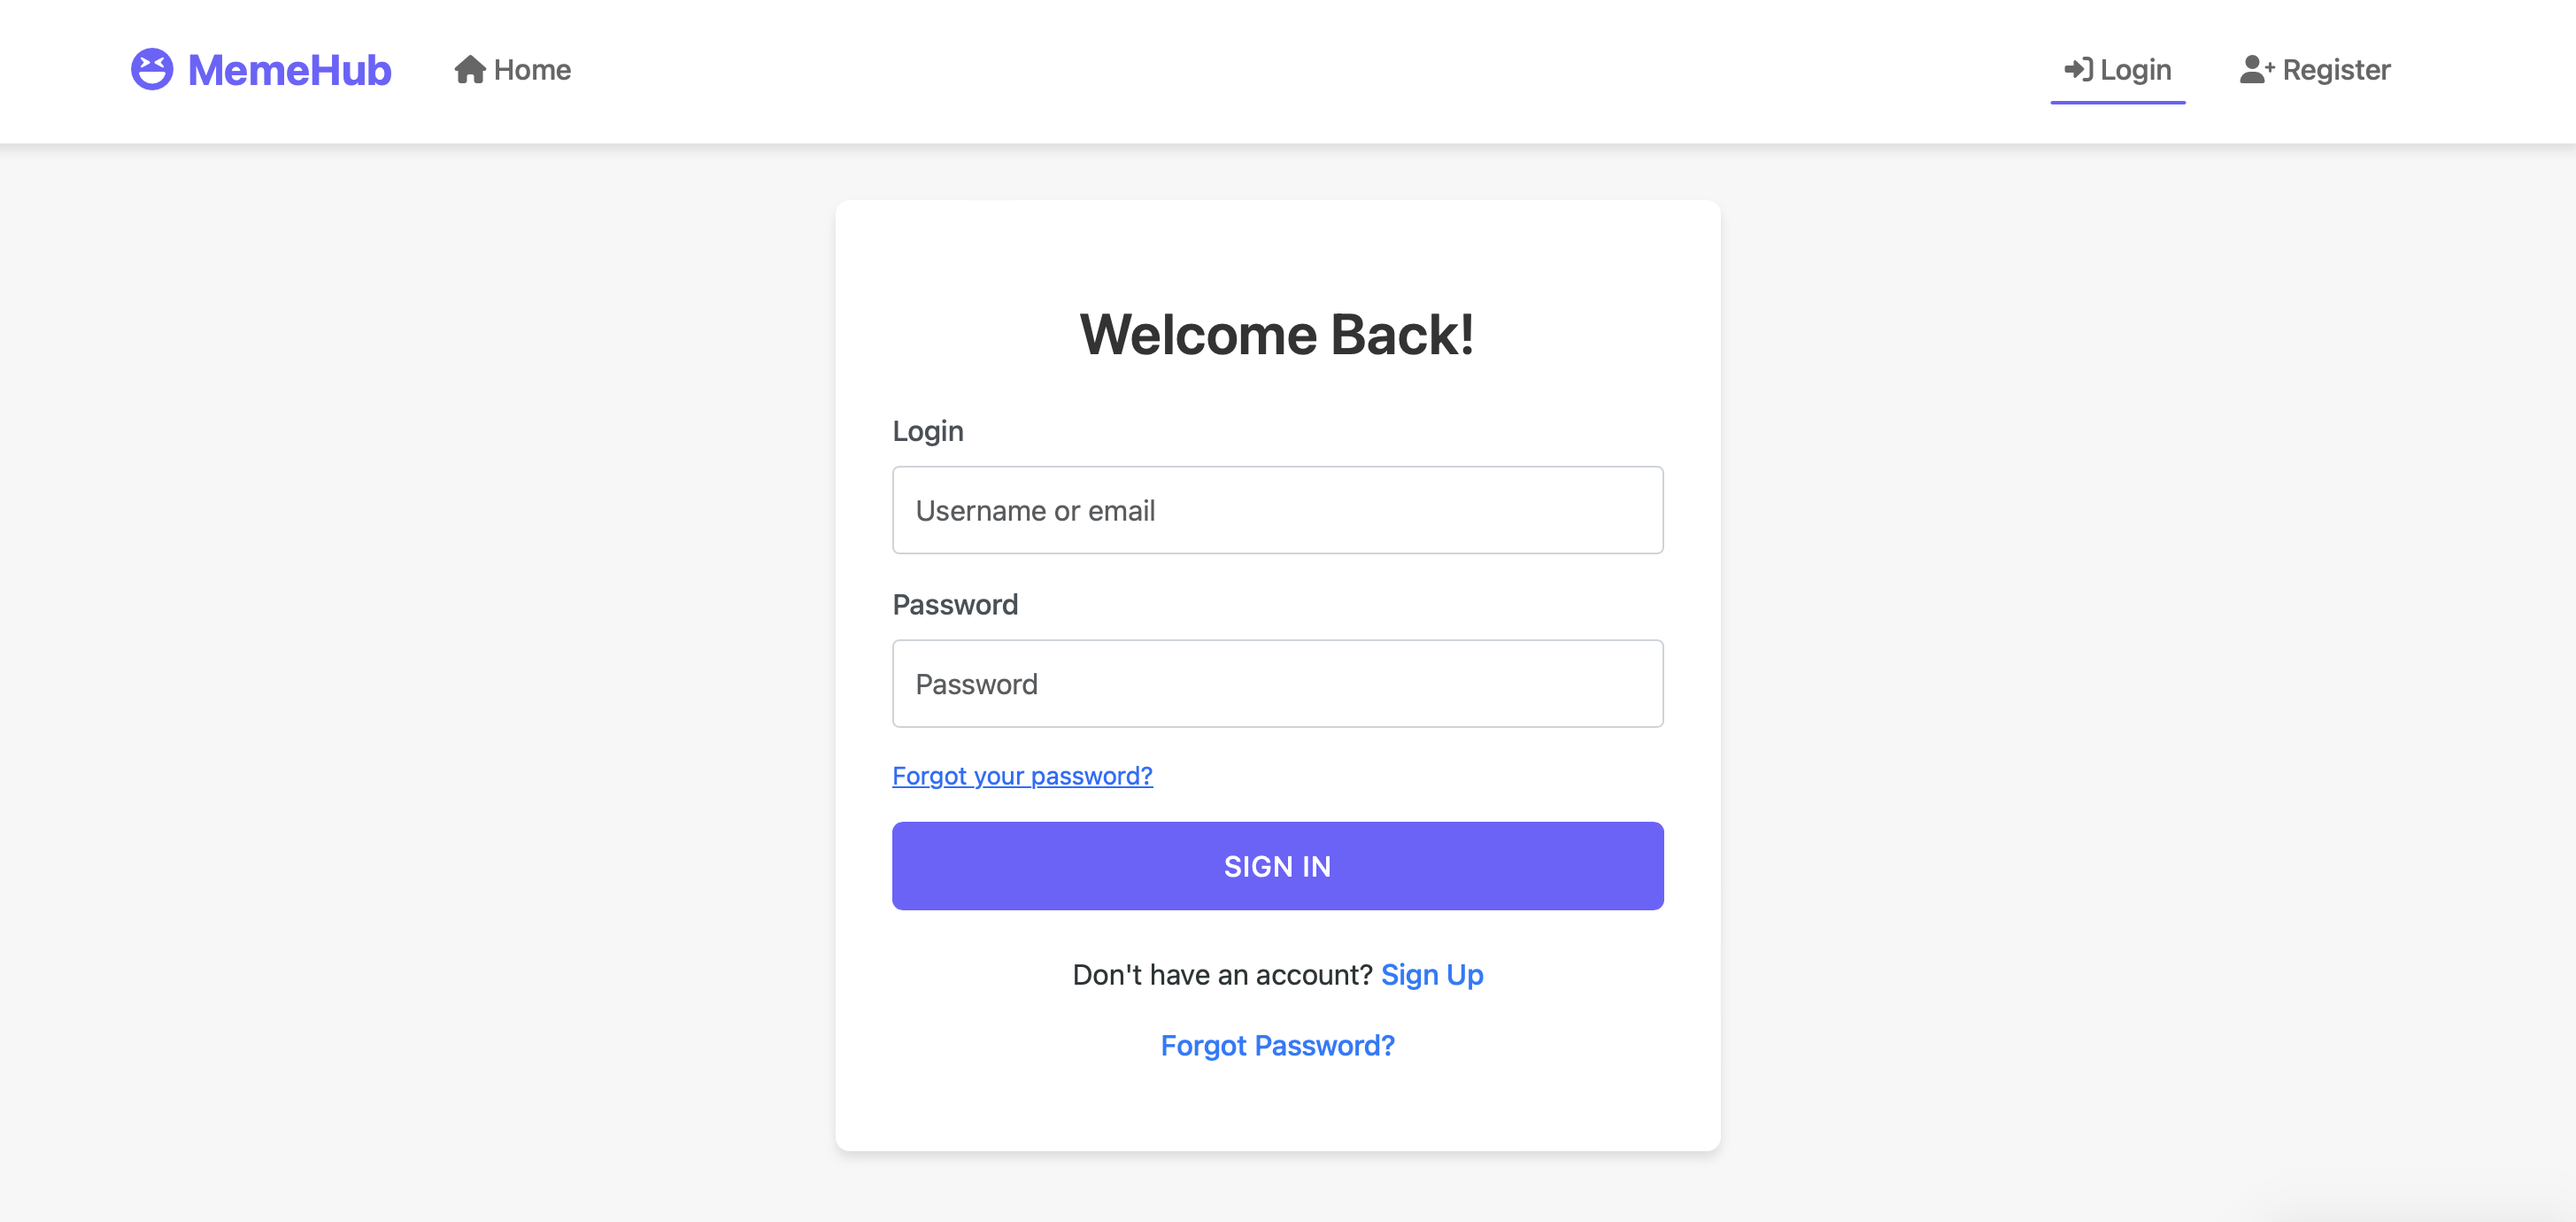 MemeHub Home Login Register
Welcome Back!
Login
Username or email
Password
Password
Forgot your password?
SIGN IN
Don't have an account? Sign Up
Forgot Password?